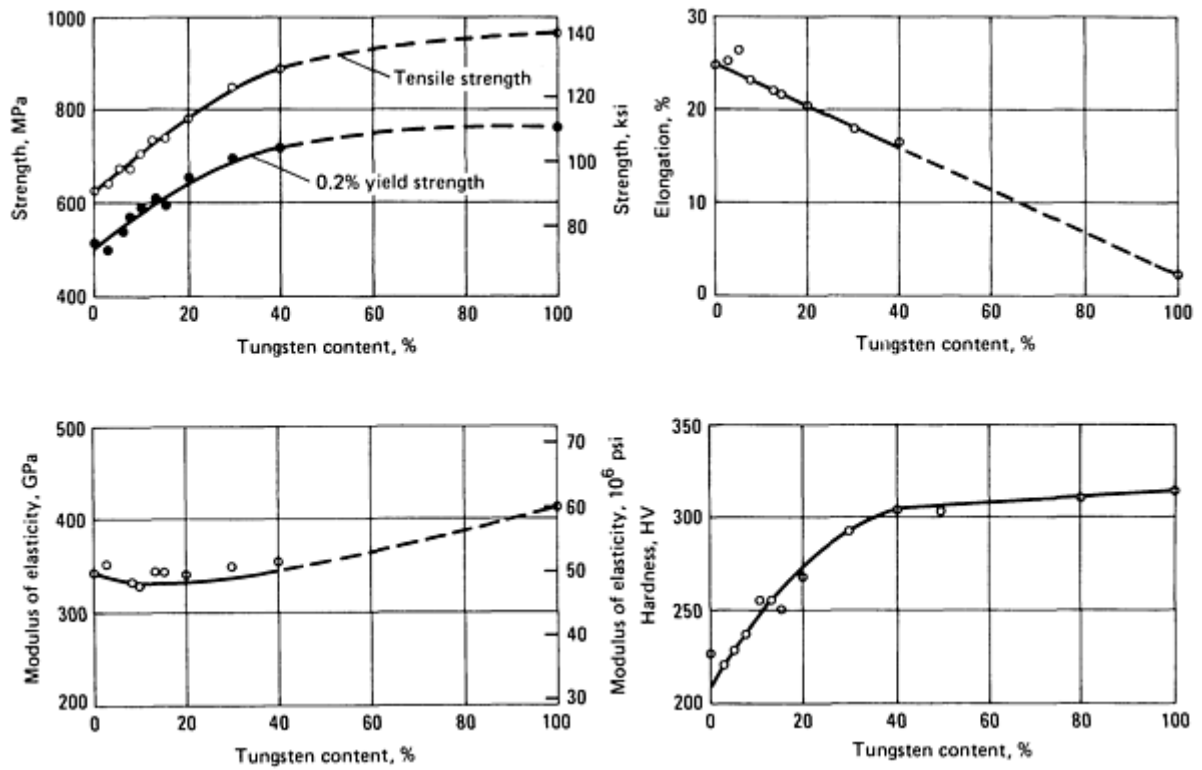 1000
800
600
400
Strength, MPa
Tensile strength
0.2% yield strength
140
120
100
80
Strength, ksi
0 20 40 60 80 100
Tungsten content, %
30
20
10
0
Elongation, %
0 20 40 60 80 100
Tungsten content, %
500
400
300
200
Modulus of elasticity, GPa
70
60
50
40
30
Modulus of elasticity, 10⁶ psi
0 20 40 60 80 100
Tungsten content, %
350
300
250
200
Hardness, HV
0 20 40 60 80 100
Tungsten content, %